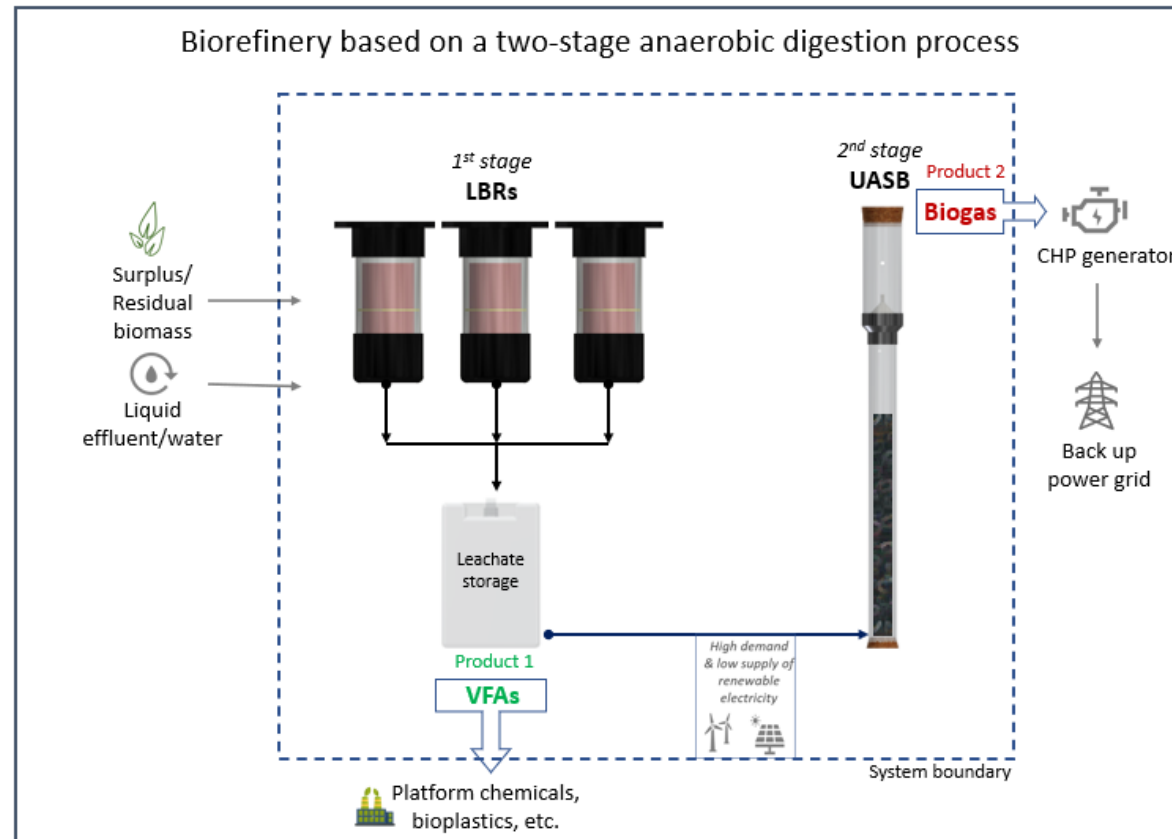 Biorefinery based on a two-stage anaerobic digestion process
1st stage
LBRs
2nd stage
UASB
Product 2
Biogas
CHP generator
Surplus/
Residual
biomass
Liquid
effluent/water
Back up
power grid
Leachate
storage
High demand
& low supply of
renewable
electricity
Product 1
VFAs
System boundary
Platform chemicals,
bioplastics, etc.